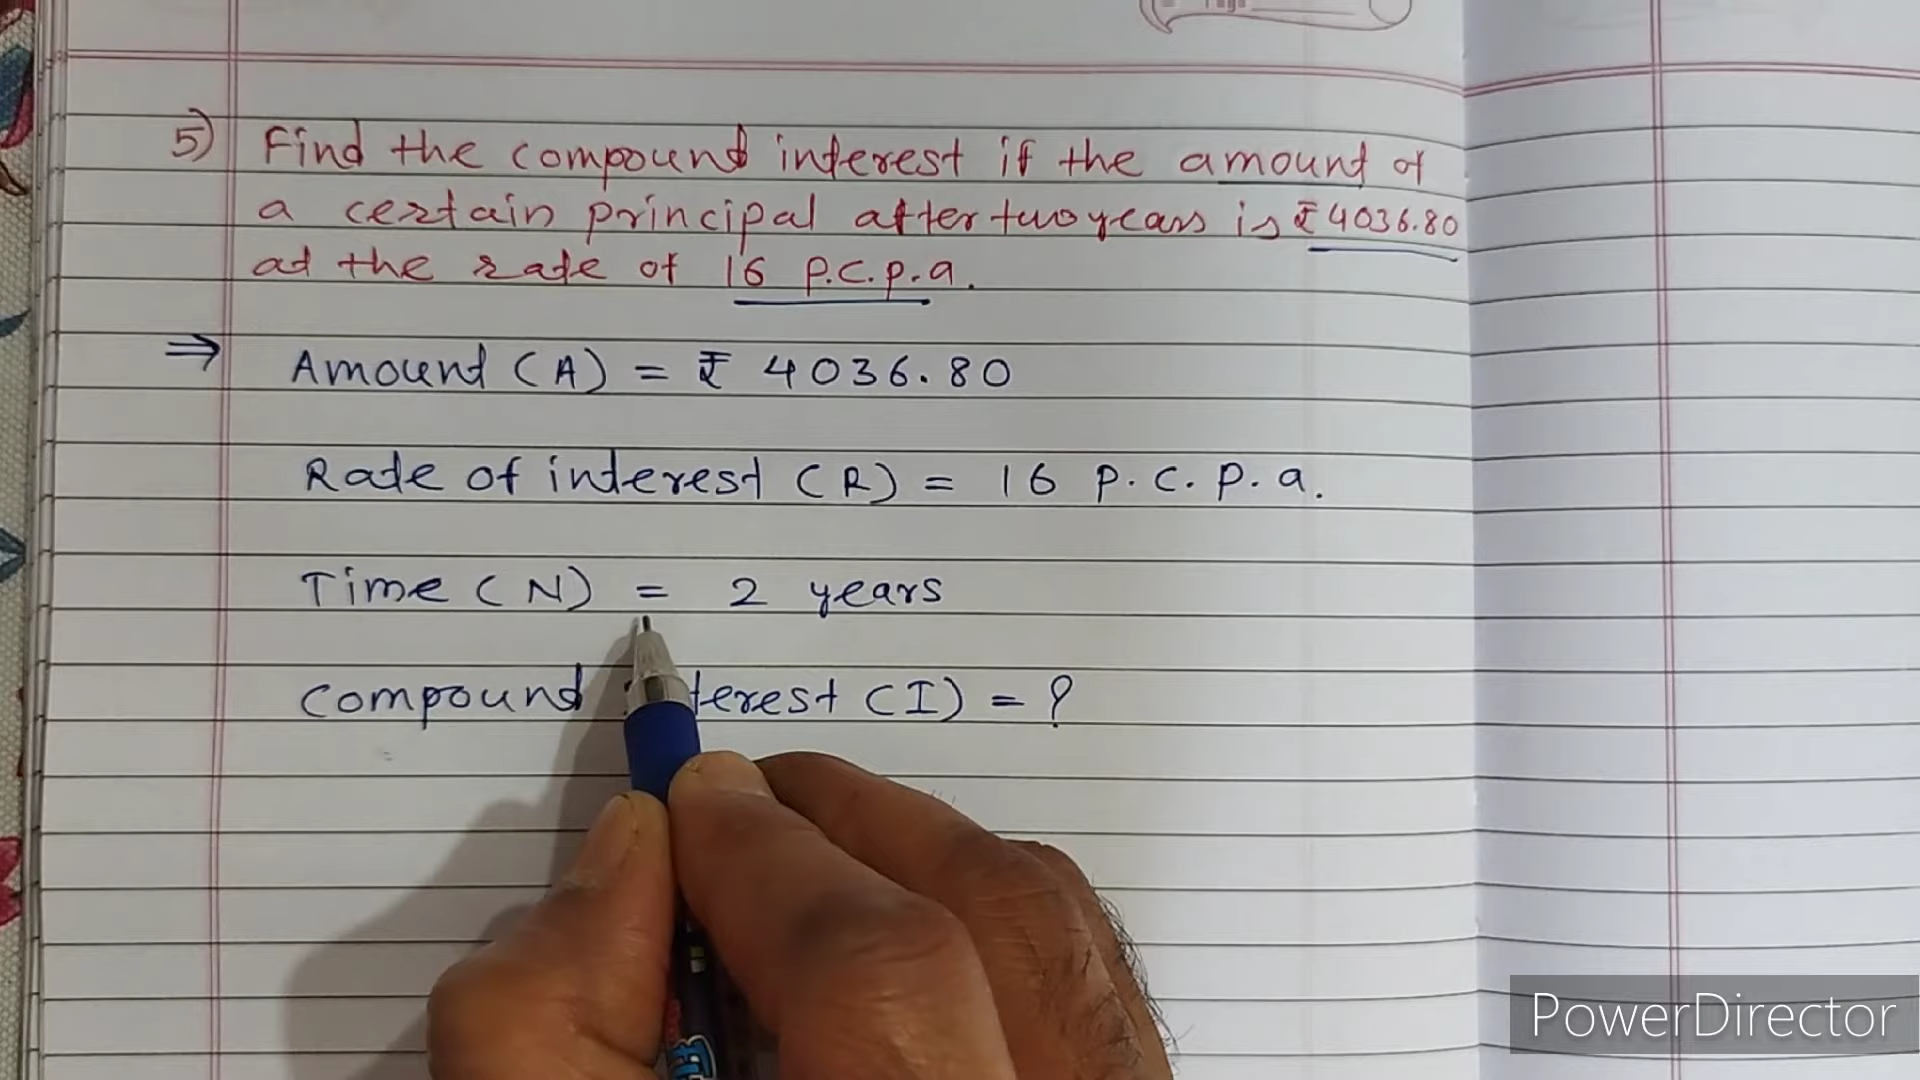 5) Find the compound interest if the amount of
a certain principal after two years is ₹ 4036.80
at the rate of 16 p.c.p.a.
⇒ Amount (A) = ₹ 4036.80
Rate of interest (R) = 16 p.c.p.a.
Time (N) = 2 years
Compound terest (I) = ?
PowerDirector